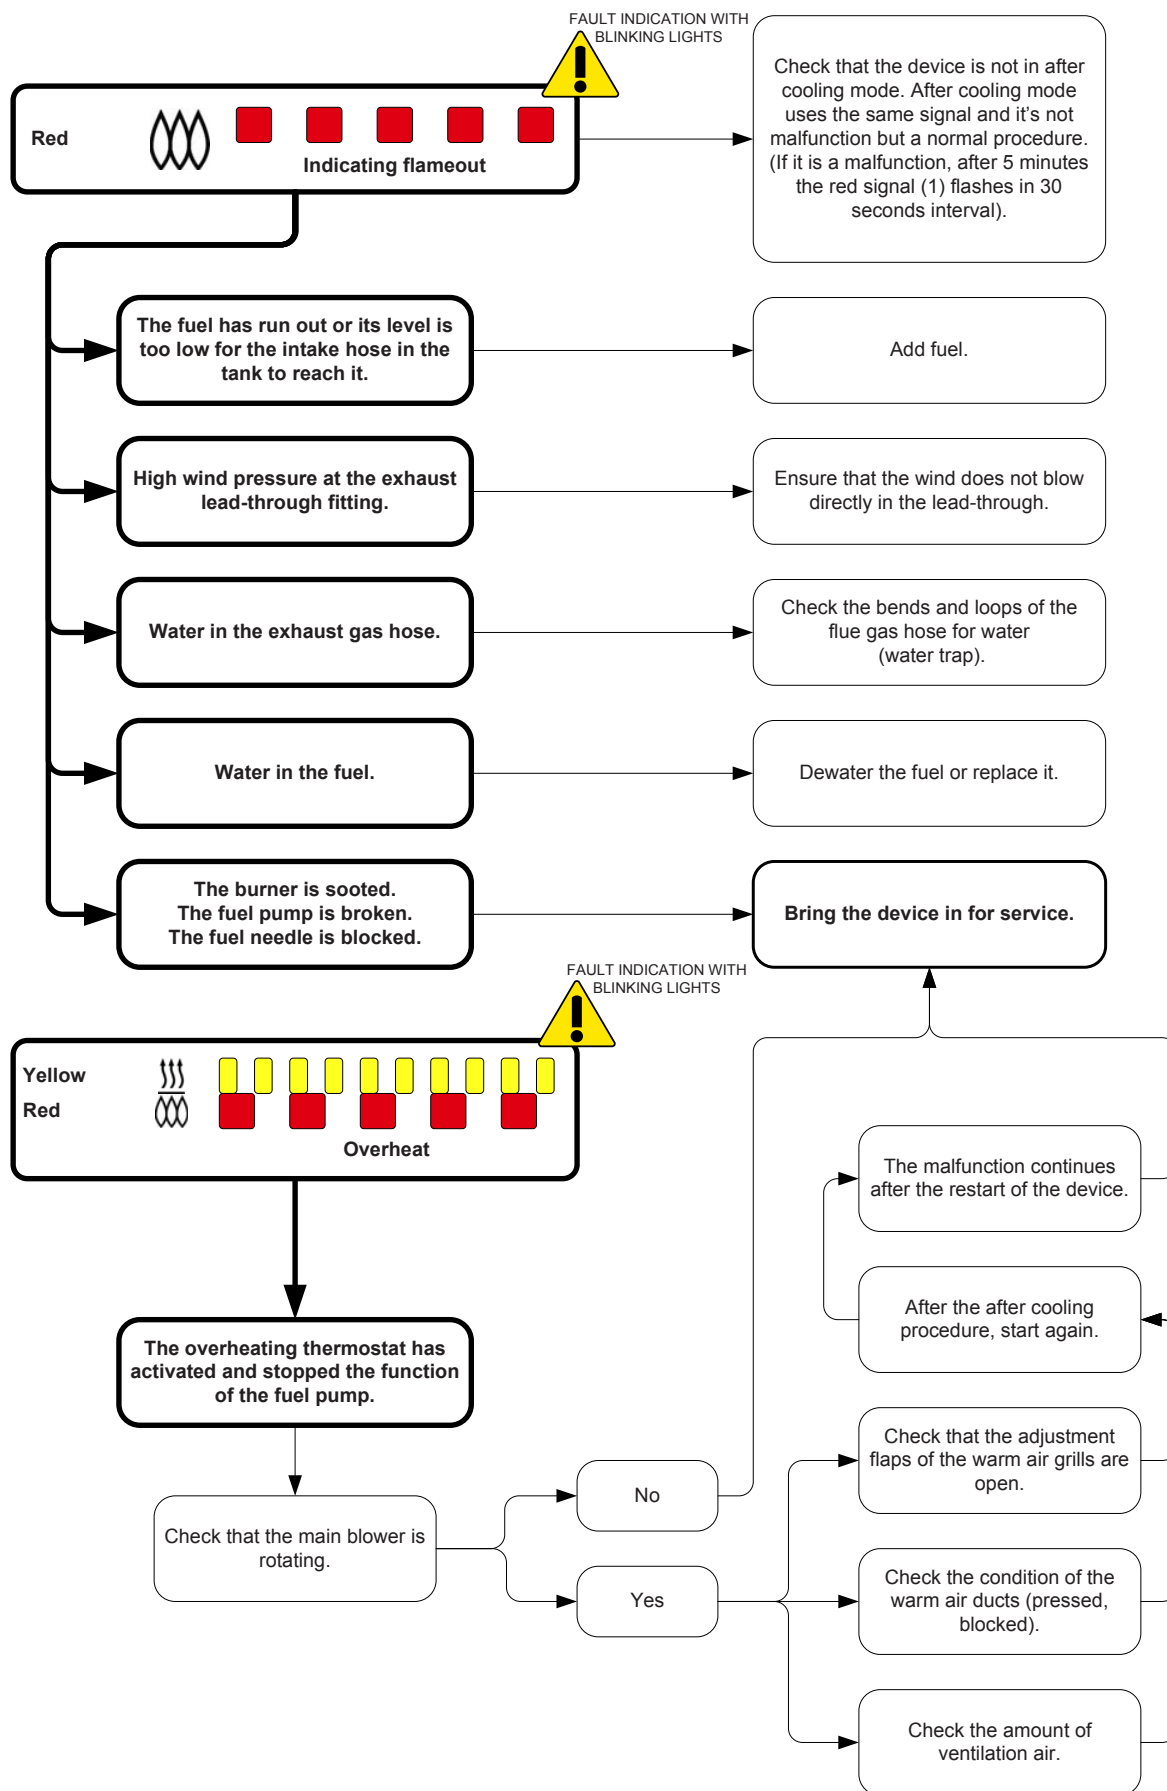 FAULT INDICATION WITH
BLINKING LIGHTS
Red
Indicating flameout
Check that the device is not in after
cooling mode. After cooling mode
uses the same signal and it's not
malfunction but a normal procedure.
(If it is a malfunction, after 5 minutes
the red signal (1) flashes in 30
seconds interval).
The fuel has run out or its level is
too low for the intake hose in the
tank to reach it.
Add fuel.
High wind pressure at the exhaust
lead-through fitting.
Ensure that the wind does not blow
directly in the lead-through.
Water in the exhaust gas hose.
Check the bends and loops of the
flue gas hose for water
(water trap).
Water in the fuel.
Dewater the fuel or replace it.
The burner is sooted.
The fuel pump is broken.
The fuel needle is blocked.
Bring the device in for service.
FAULT INDICATION WITH
BLINKING LIGHTS
Yellow
Red
Overheat
The malfunction continues
after the restart of the device.
After the after cooling
procedure, start again.
The overheating thermostat has
activated and stopped the function
of the fuel pump.
Check that the main blower is
rotating.
No
Yes
Check that the adjustment
flaps of the warm air grills are
open.
Check the condition of the
warm air ducts (pressed,
blocked).
Check the amount of
ventilation air.